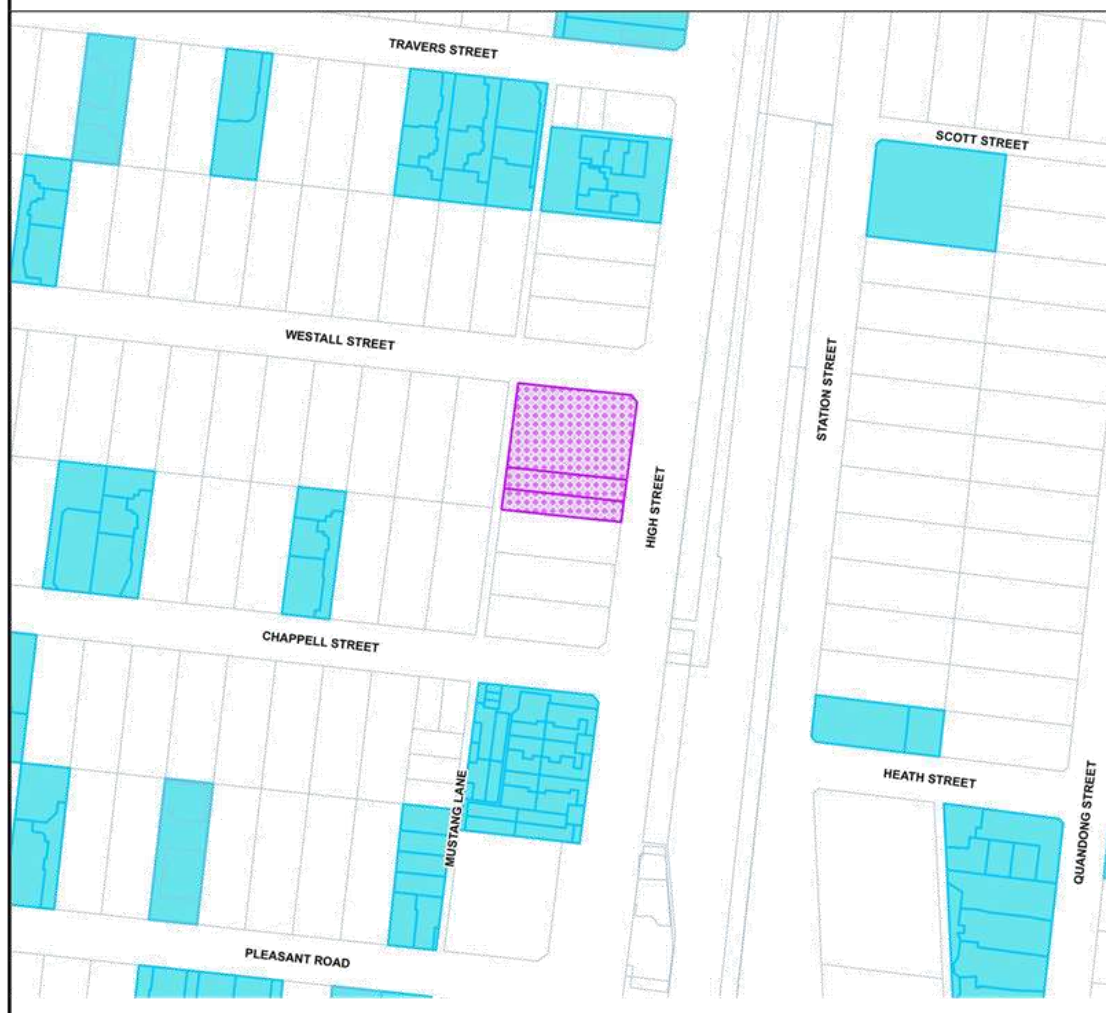 TRAVERS STREET
SCOTT STREET
WESTALL STREET
STATION STREET
HIGH STREET
CHAPPELL STREET
MUSTANG LANE
HEATH STREET
QUANDONG STREET
PLEASANT ROAD